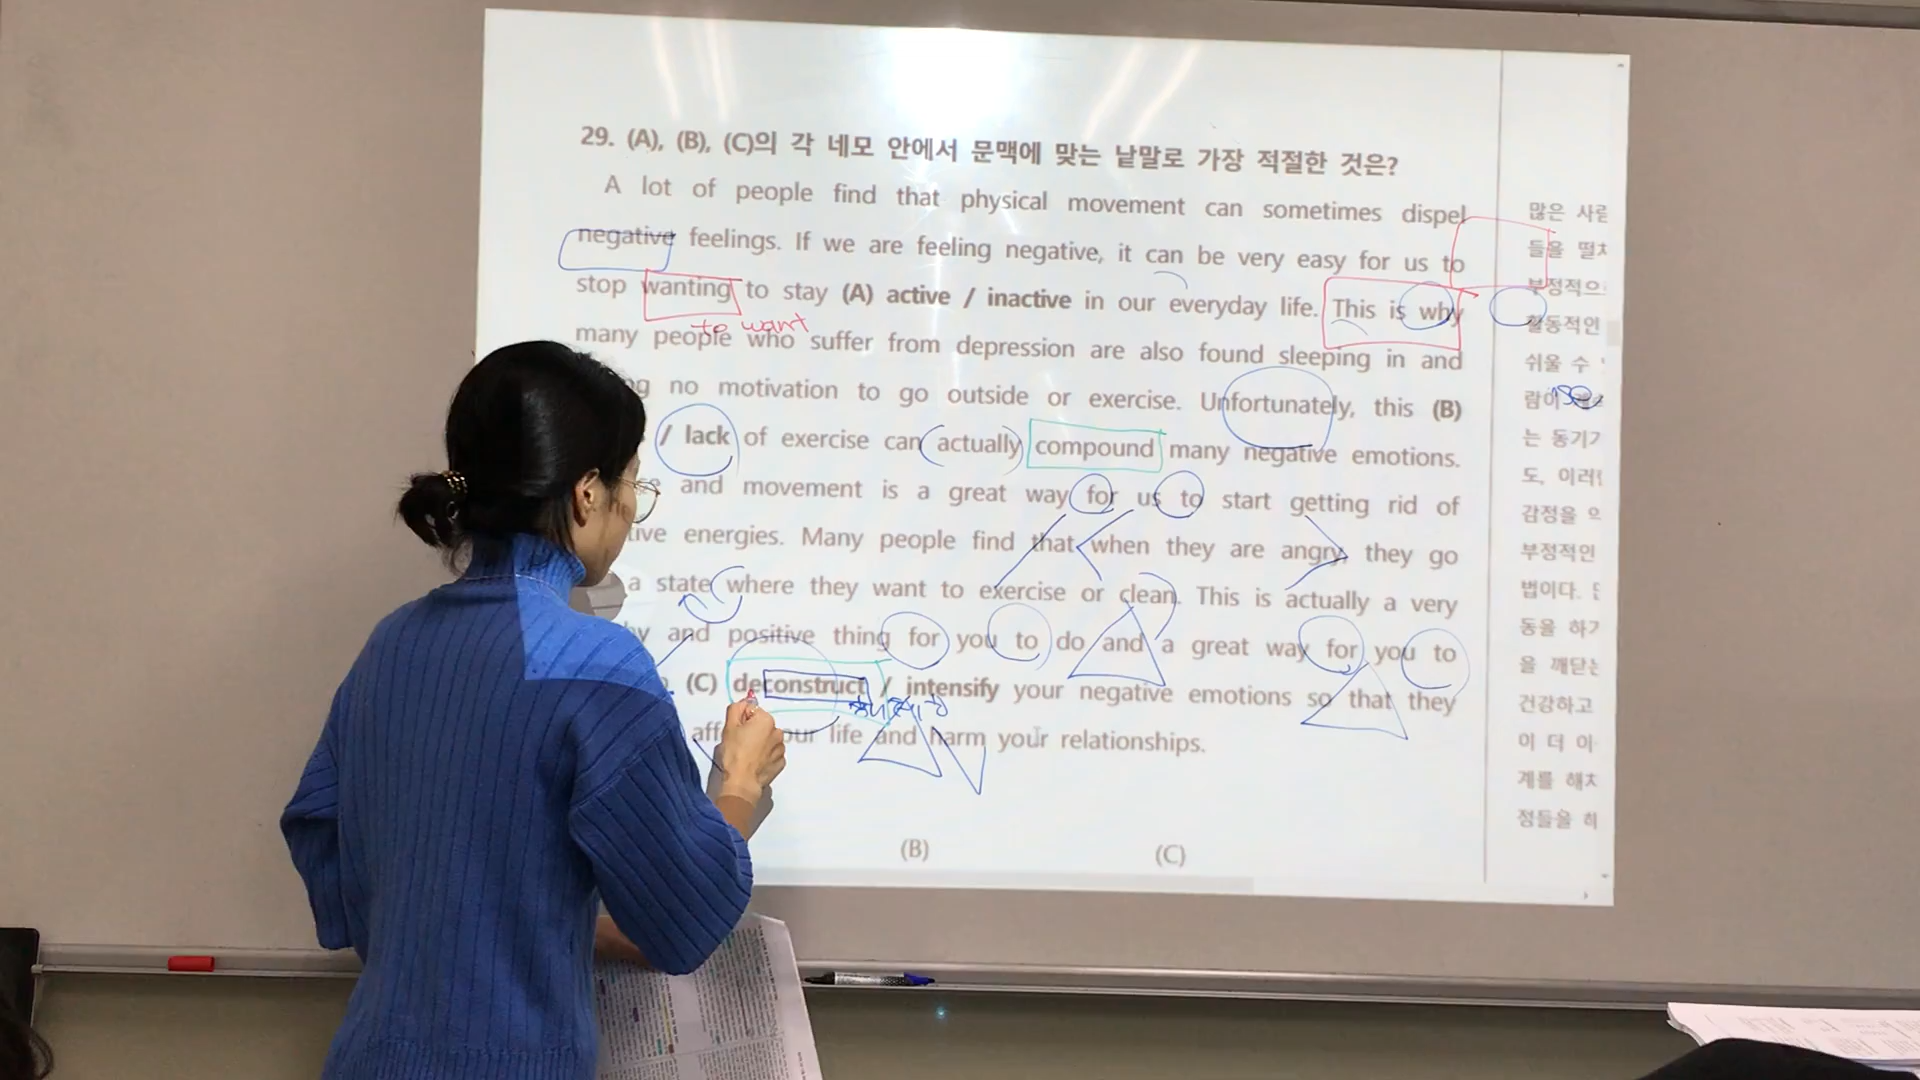 29. (A), (B), (C)의 각 네모 안에서 문맥에 맞는 낱말로 가장 적절한 것은?
A lot of people find that physical movement can sometimes dispel
negative feelings. If we are feeling negative, it can be very easy for us to
stop wanting to stay (A) active / inactive in our everyday life. This is why
to want
many people who suffer from depression are also found sleeping in and
no motivation to go outside or exercise. Unfortunately, this (B)
/ lack of exercise can actually compound many negative emotions.
and movement is a great way for us to start getting rid of
energies. Many people find that when they are angry, they go
a state where they want to exercise or clean. This is actually a very
and positive thing for you to do and a great way for you to
(C) deconstruct / intensify your negative emotions so that they
your life and harm your relationships.
(B) (C)
많은
들을
부정적으
활동적인
쉬울 수
람이
는 동기
도,
감정을
부정적인
법이다.
동을 하기
을 깨닫는
건강하고
이 더
계를 해치
정들을